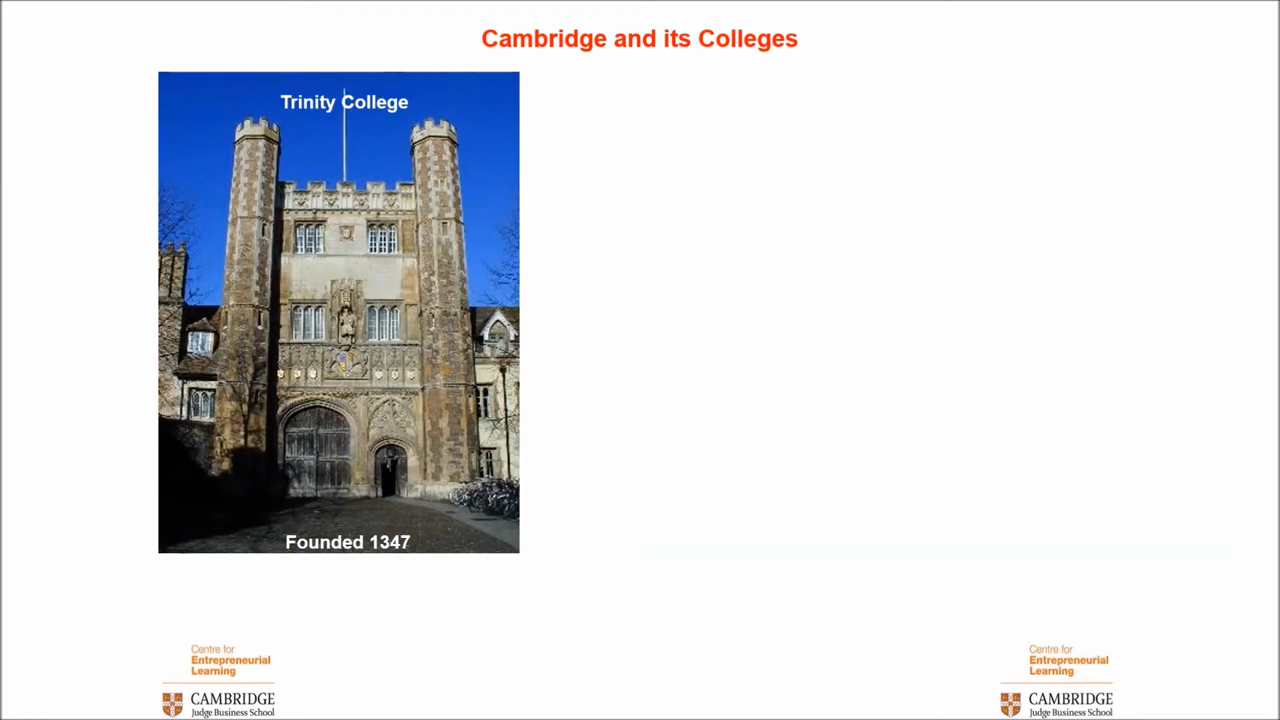 Cambridge and its Colleges
Trinity College
Founded 1347
Centre for
Entrepreneurial
Learning
CAMBRIDGE
Judge Business School
Centre for
Entrepreneurial
Learning
CAMBRIDGE
Judge Business School